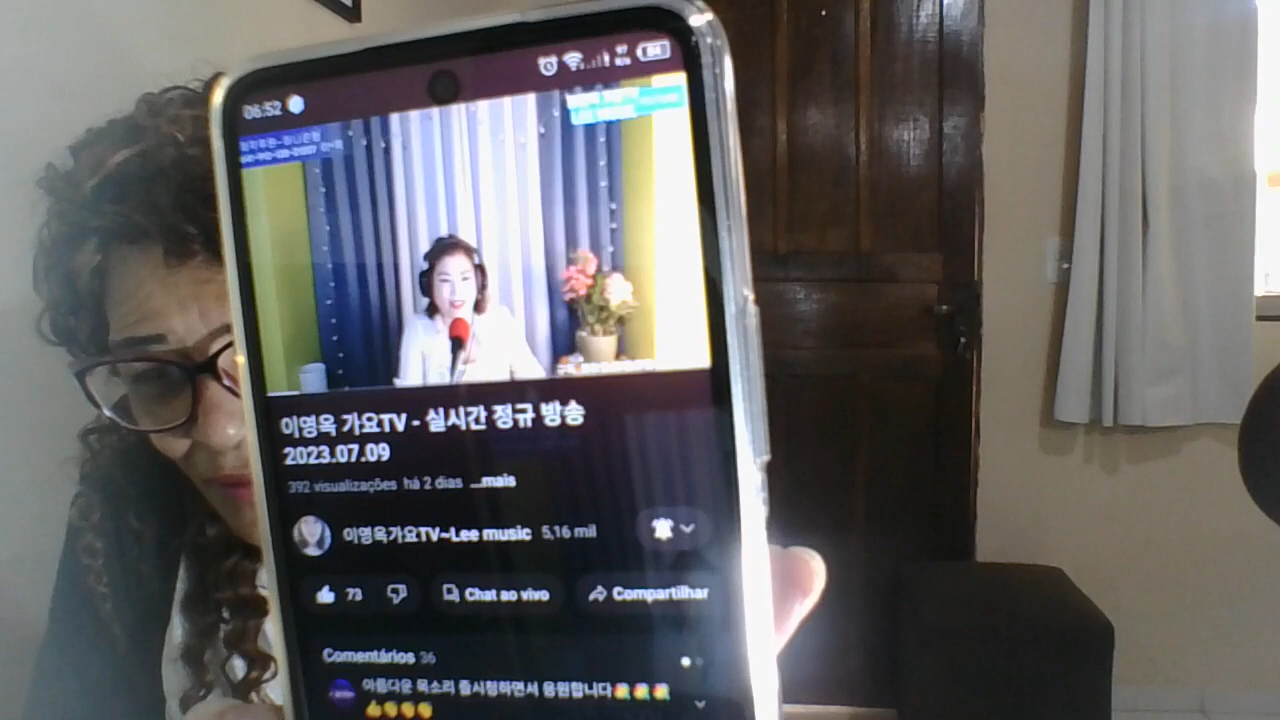 06:52
97
84
이영옥 가요TV - 실시간 정규 방송
2023.07.09
392 visualizações há 2 dias ...mais
이영옥가요TV~Lee music 5,16 mil
73 Chat ao vivo Compartilhar
Comentários 36
아름다운 목소리 즐시청하면서 응원합니다